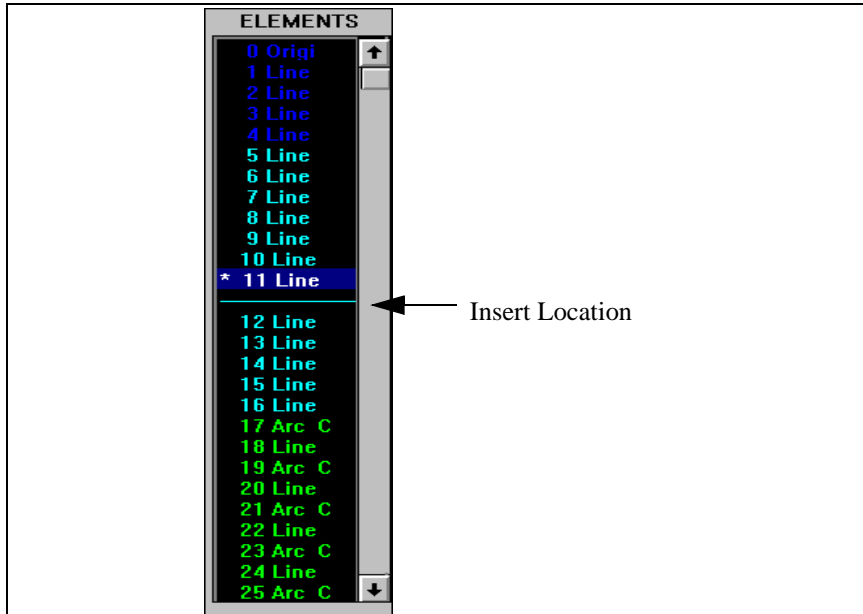 ELEMENTS
0 Origi
1 Line
2 Line
3 Line
4 Line
5 Line
6 Line
7 Line
8 Line
9 Line
10 Line
* 11 Line
Insert Location
12 Line
13 Line
14 Line
15 Line
16 Line
17 Arc C
18 Line
19 Arc C
20 Line
21 Arc C
22 Line
23 Arc C
24 Line
25 Arc C